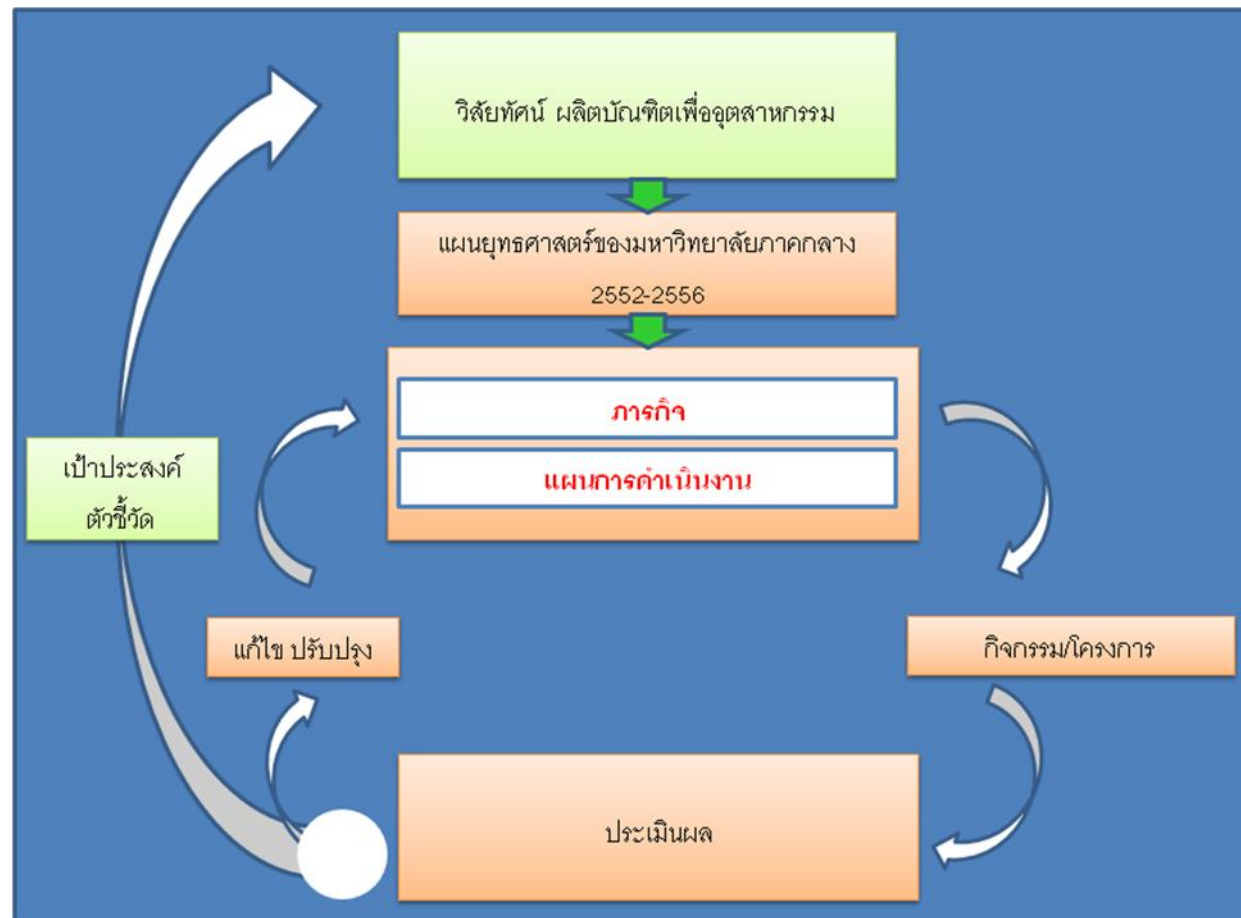 วิสัยทัศน์ ผลิตบัณฑิตเพื่ออุตสาหกรรม
แผนยุทธศาสตร์ของมหาวิทยาลัยภาคกลาง
2552-2556
ภารกิจ
แผนการดำเนินงาน
เป้าประสงค์
ตัวชี้วัด
แก้ไข ปรับปรุง
กิจกรรม/โครงการ
ประเมินผล